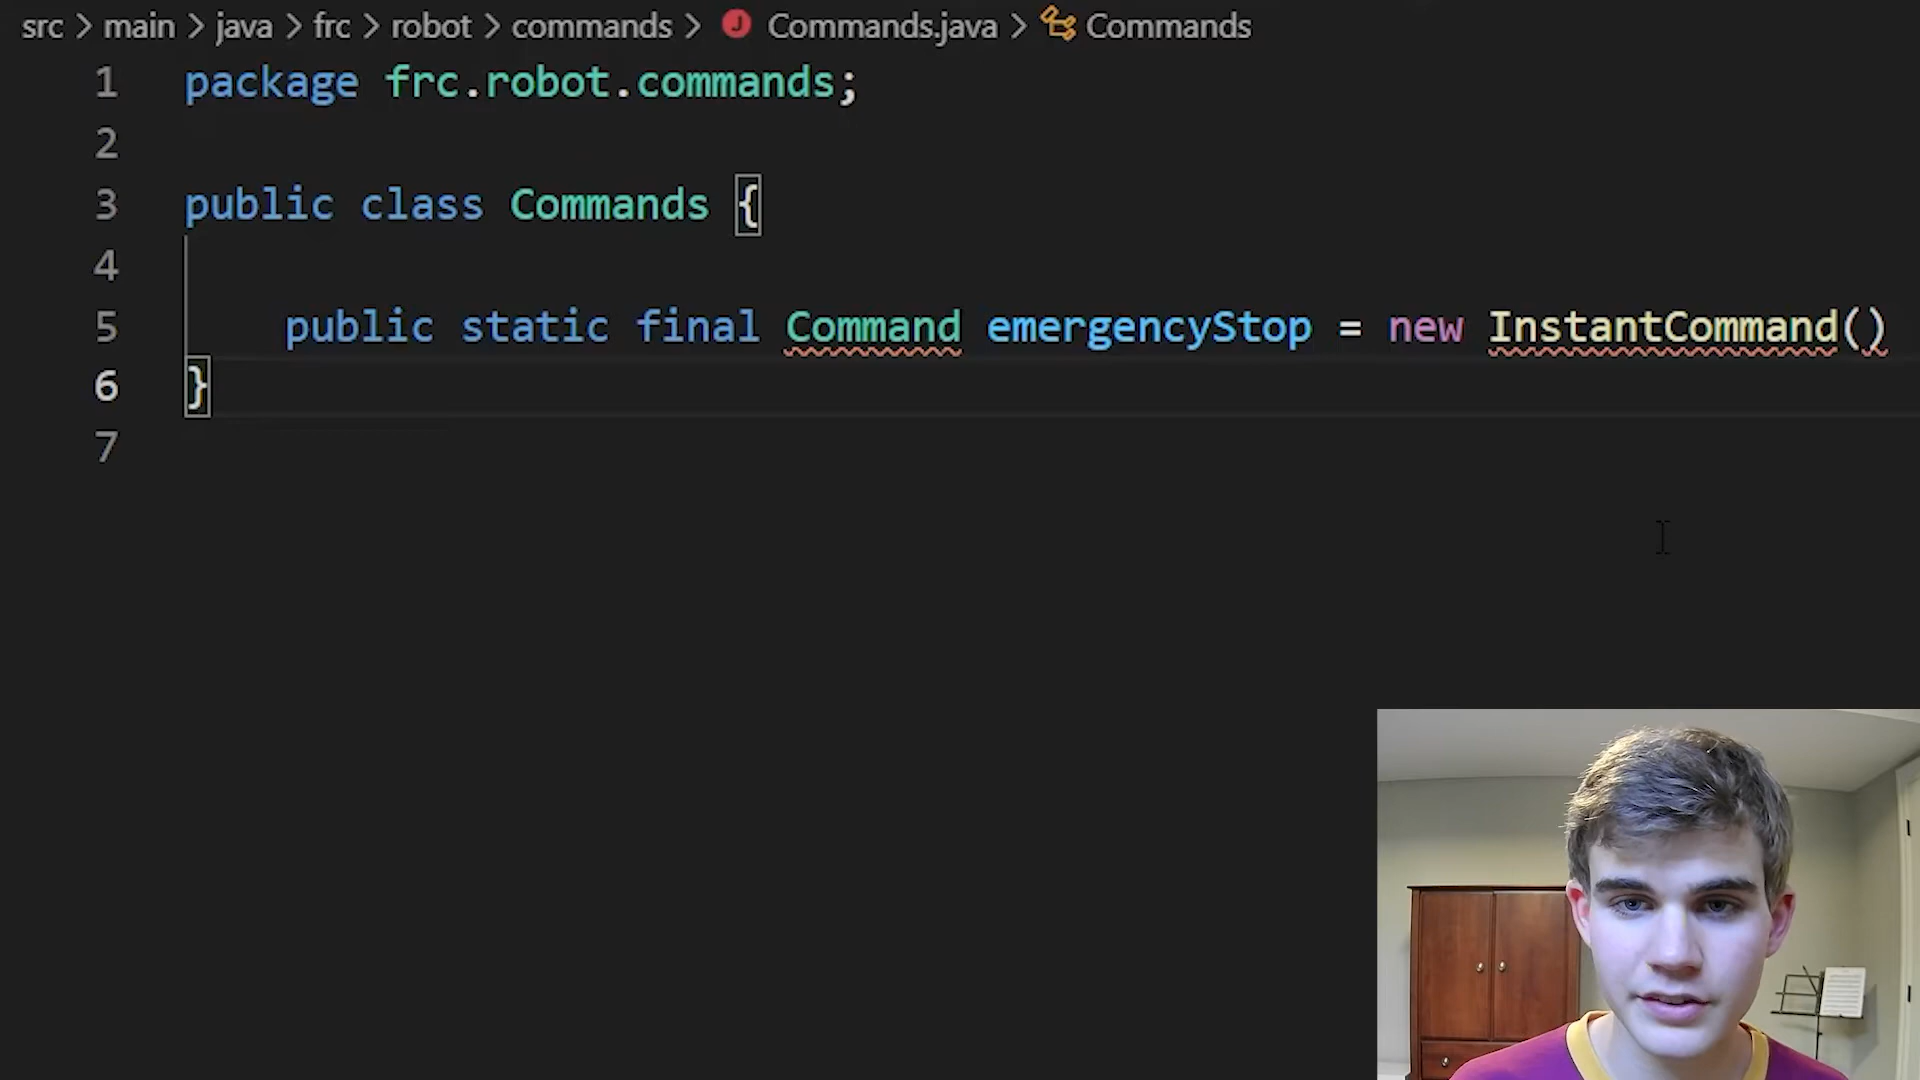 src > main > java > frc > robot > commands > J Commands.java > Commands
1 package frc.robot.commands;
2
3 public class Commands {
4
5 public static final Command emergencyStop = new InstantCommand()
6 }
7